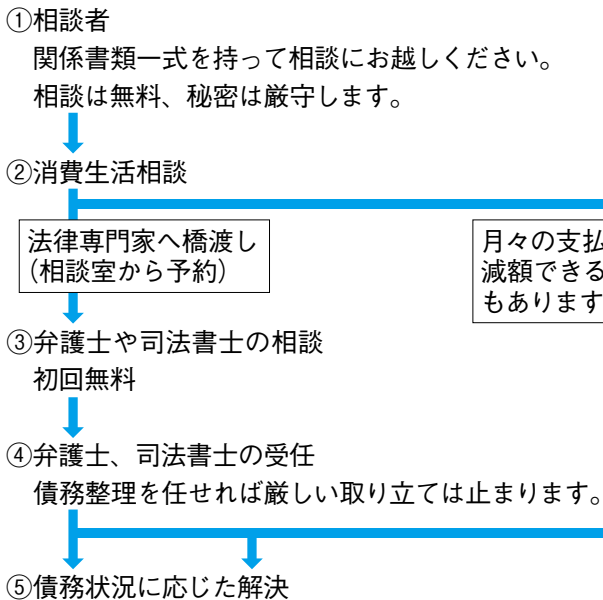 ①相談者
関係書類一式を持って相談にお越しください。
相談は無料、秘密は厳守します。
②消費生活相談
法律専門家へ橋渡し
（相談室から予約）
月々の支払
減額できる
もあります
③弁護士や司法書士の相談
初回無料
④弁護士、司法書士の受任
債務整理を任せれば厳しい取り立ては止まります。
⑤債務状況に応じた解決